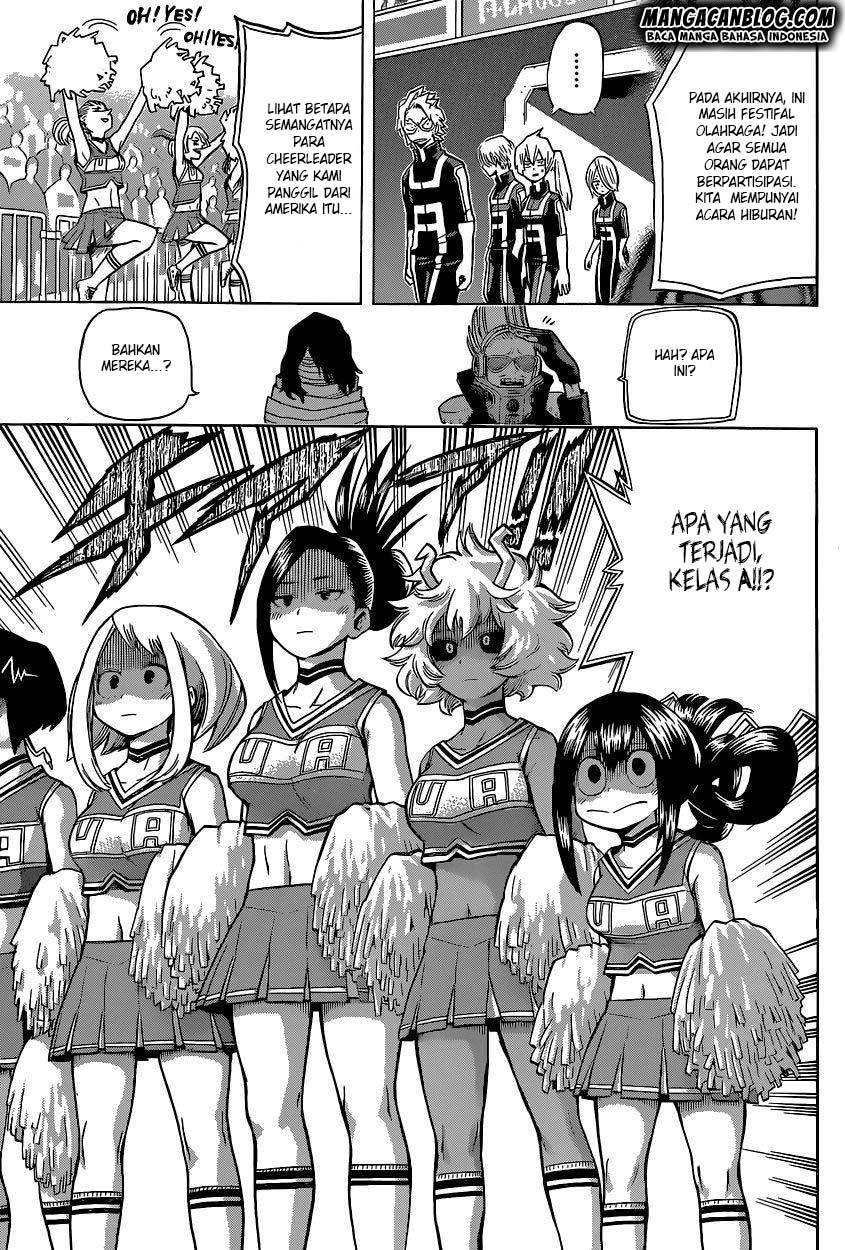 MANGACANBLOG.COM
BACA MANGA BAHASA INDONESIA
PADA AKHIRNYA, INI
MASIH FESTIFAL
OLAHRAGA! JADI
AGAR SEMUA
ORANG DAPAT
BERPARTISIPASI.
KITA MEMPUNYAI
ACARA HIBURAN!
......
OH! YES!
OH! YES!
LIHAT BETAPA
SEMANGATNYA
PARA
CHEERLEADER
YANG KAMI
PANGGIL DARI
AMERIKA ITU...
HAH? APA
INI?
BAHKAN
MEREKA...?
APA YANG
TERJADI,
KELAS A!!?
A
U A
U A
U A
U A